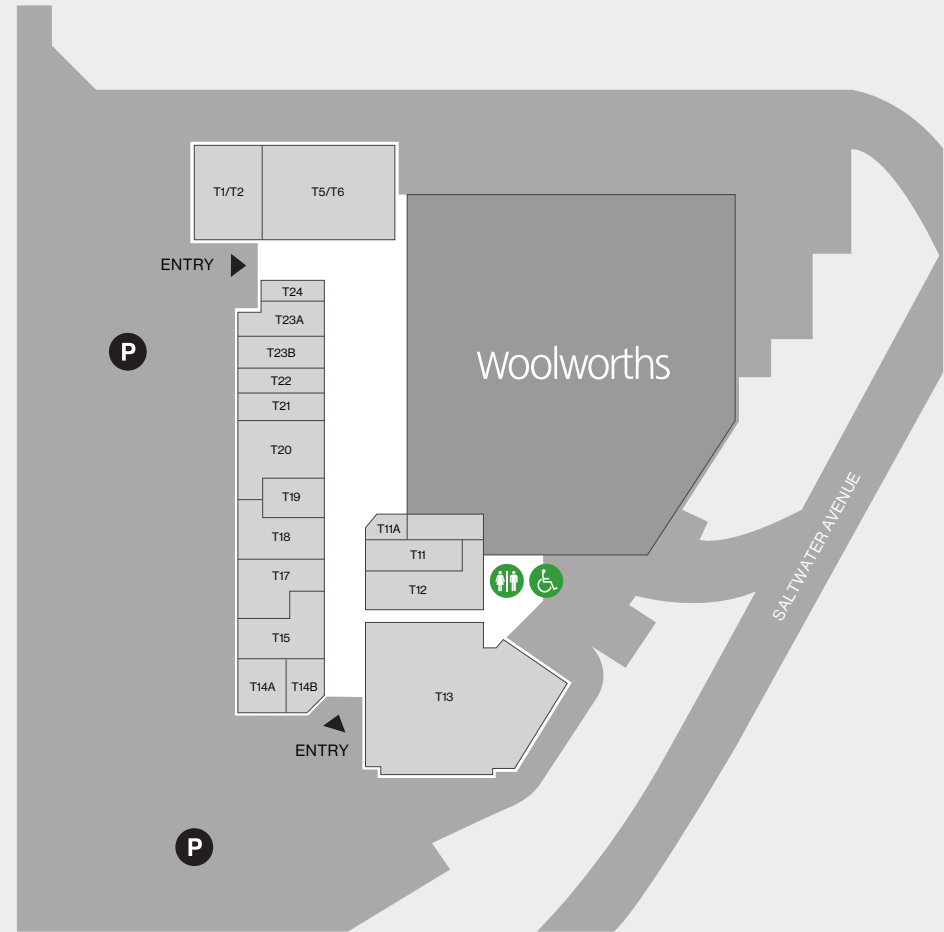 T1/T2
T5/T6
ENTRY
T24
T23A
P
T23B
Woolworths
T22
T21
T20
T19
T11A
T18
T11
T17
T12
SALTWATER AVENUE
T15
T14A
T14B
T13
ENTRY
P